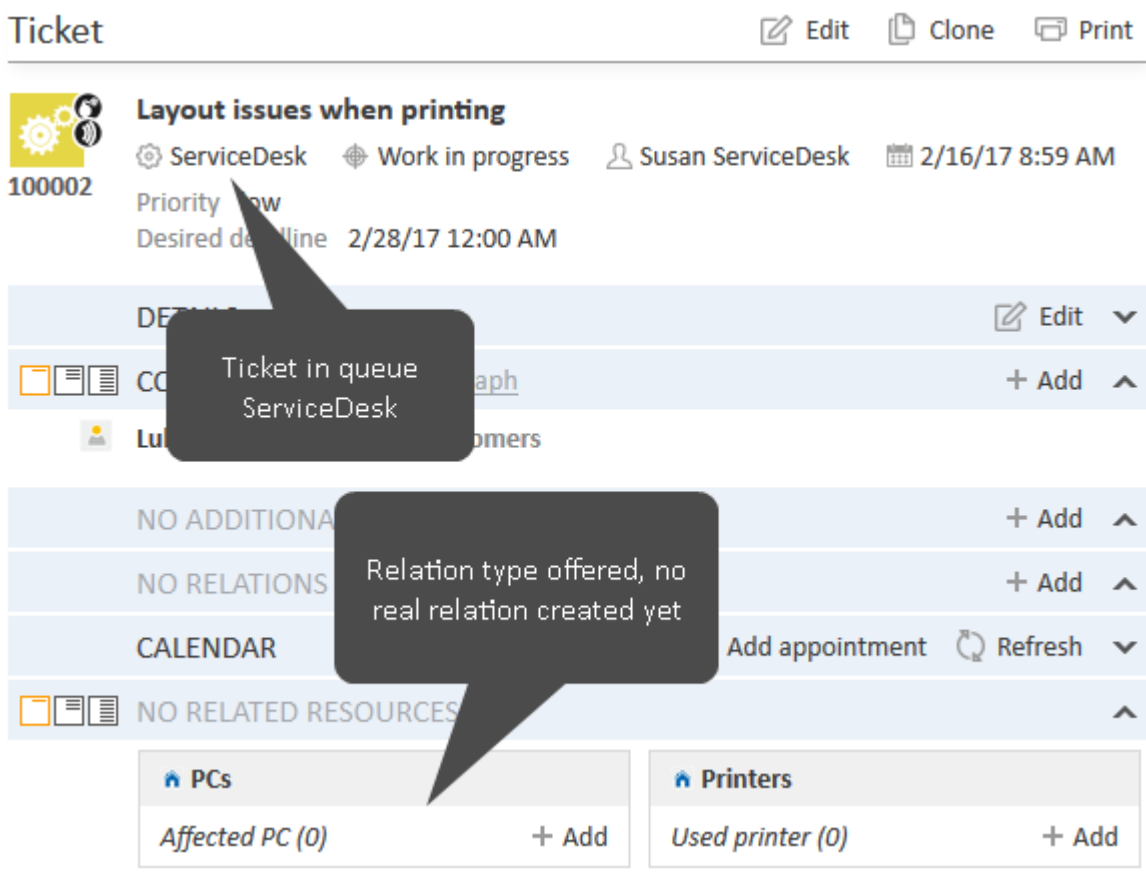 Ticket Edit Clone Print
Layout issues when printing
ServiceDesk Work in progress Susan ServiceDesk 2/16/17 8:59 AM
100002
Priority
Desired 2/28/17 12:00 AM
Edit
Ticket in queue
ServiceDesk
Add
NO Add
Relation type offered, no
real relation created yet
NO RELATIONS Add
CALENDAR Add appointment Refresh
NO RELATED RESOURCES
PCs Printers
Affected PC (0) + Add Used printer (0) + Add